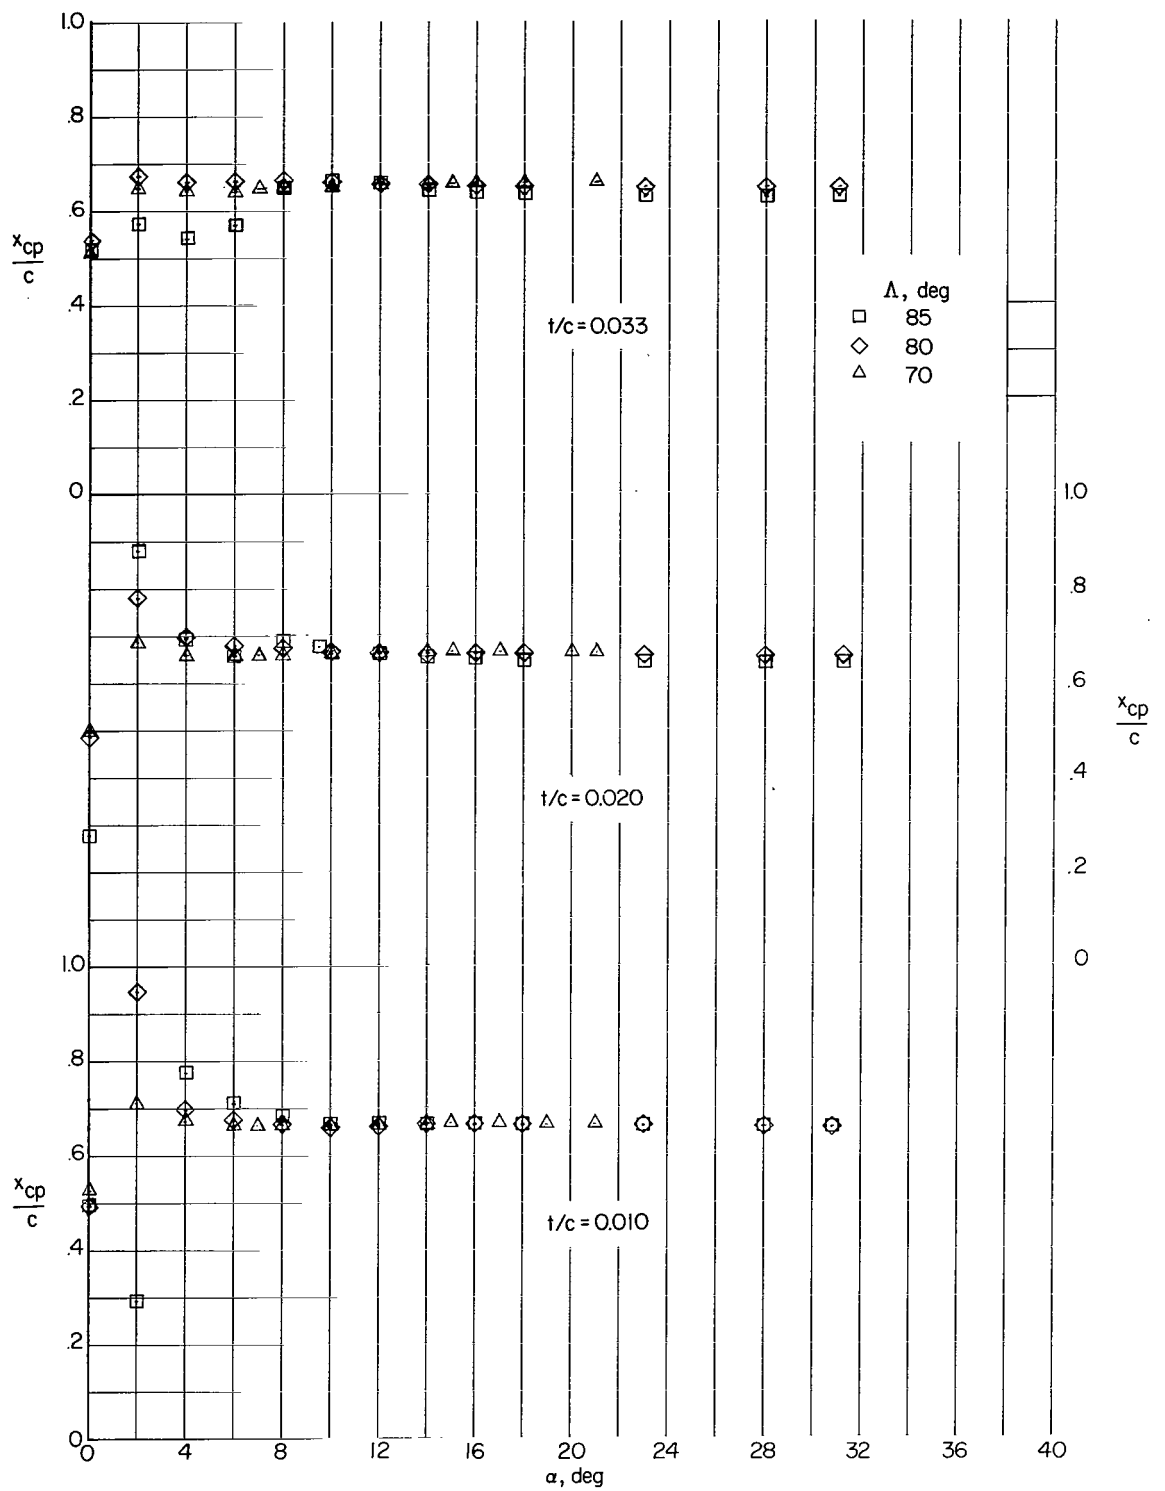 1.0
.8
.6
x_cp
c
.4
t/c = 0.033
Λ, deg
85
80
70
.2
0
1.0
.8
.6
x_cp
c
.4
t/c = 0.020
.2
0
1.0
.8
.6
x_cp
c
t/c = 0.010
.4
.2
0
0 4 8 12 16 20 24 28 32 36 40
α, deg